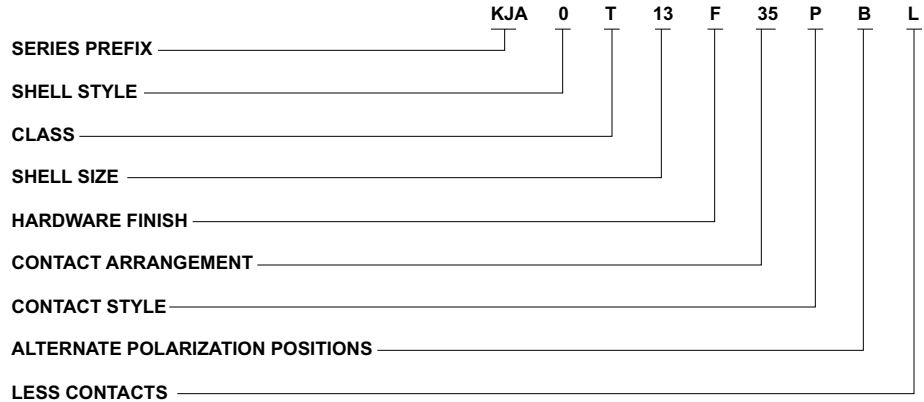 KJA 0 T 13 F 35 P B L
SERIES PREFIX
SHELL STYLE
CLASS
SHELL SIZE
HARDWARE FINISH
CONTACT ARRANGEMENT
CONTACT STYLE
ALTERNATE POLARIZATION POSITIONS
LESS CONTACTS